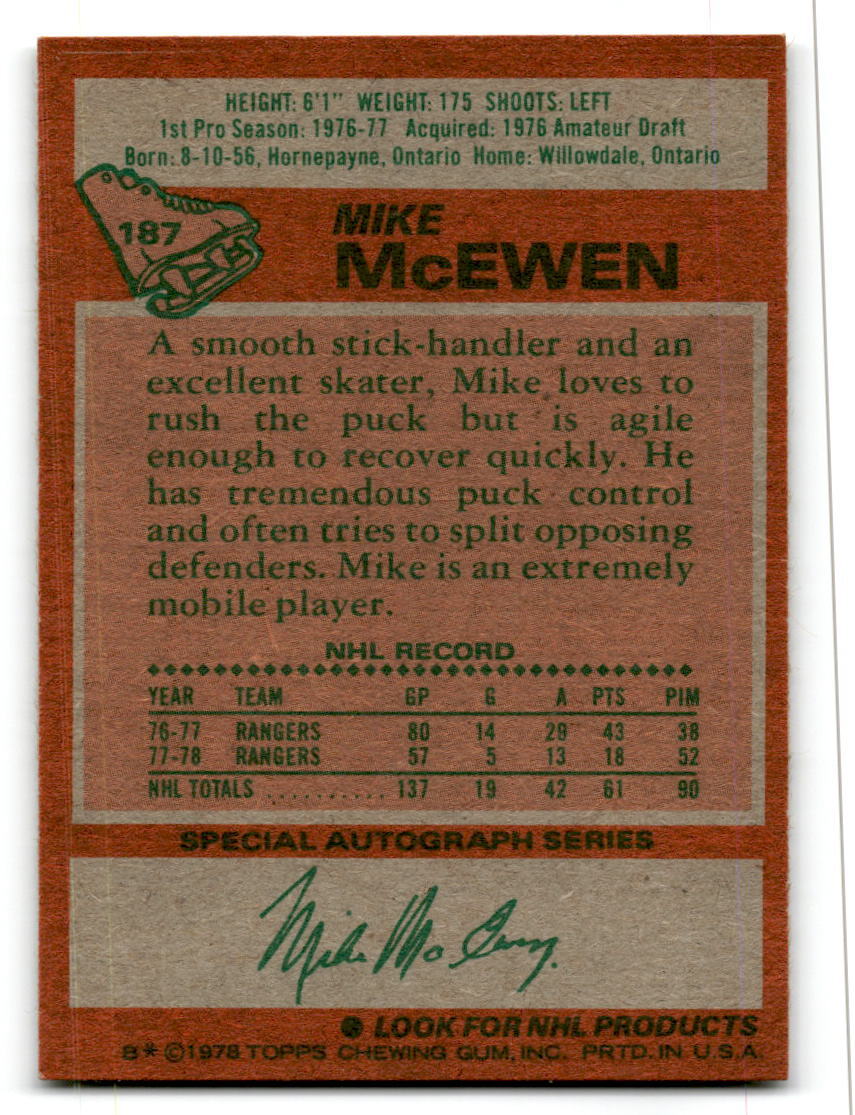 HEIGHT: 6'1" WEIGHT: 175 SHOOTS: LEFT
1st Pro Season: 1976-77 Acquired: 1976 Amateur Draft
Born: 8-10-56, Hornepayne, Ontario Home: Willowdale, Ontario
187
MIKE
McEWEN
A smooth stick-handler and an
excellent skater, Mike loves to
rush the puck but is agile
enough to recover quickly. He
has tremendous puck control
and often tries to split opposing
defenders. Mike is an extremely
mobile player.
NHL RECORD
YEAR TEAM GP G A PTS PIM
76-77 RANGERS 80 14 29 43 38
77-78 RANGERS 57 5 13 18 52
NHL TOTALS .......... 137 19 42 61 90
SPECIAL AUTOGRAPH SERIES
Mike McEwen
LOOK FOR NHL PRODUCTS
B* ©1978 TOPPS CHEWING GUM, INC. PRTD. IN U.S.A.